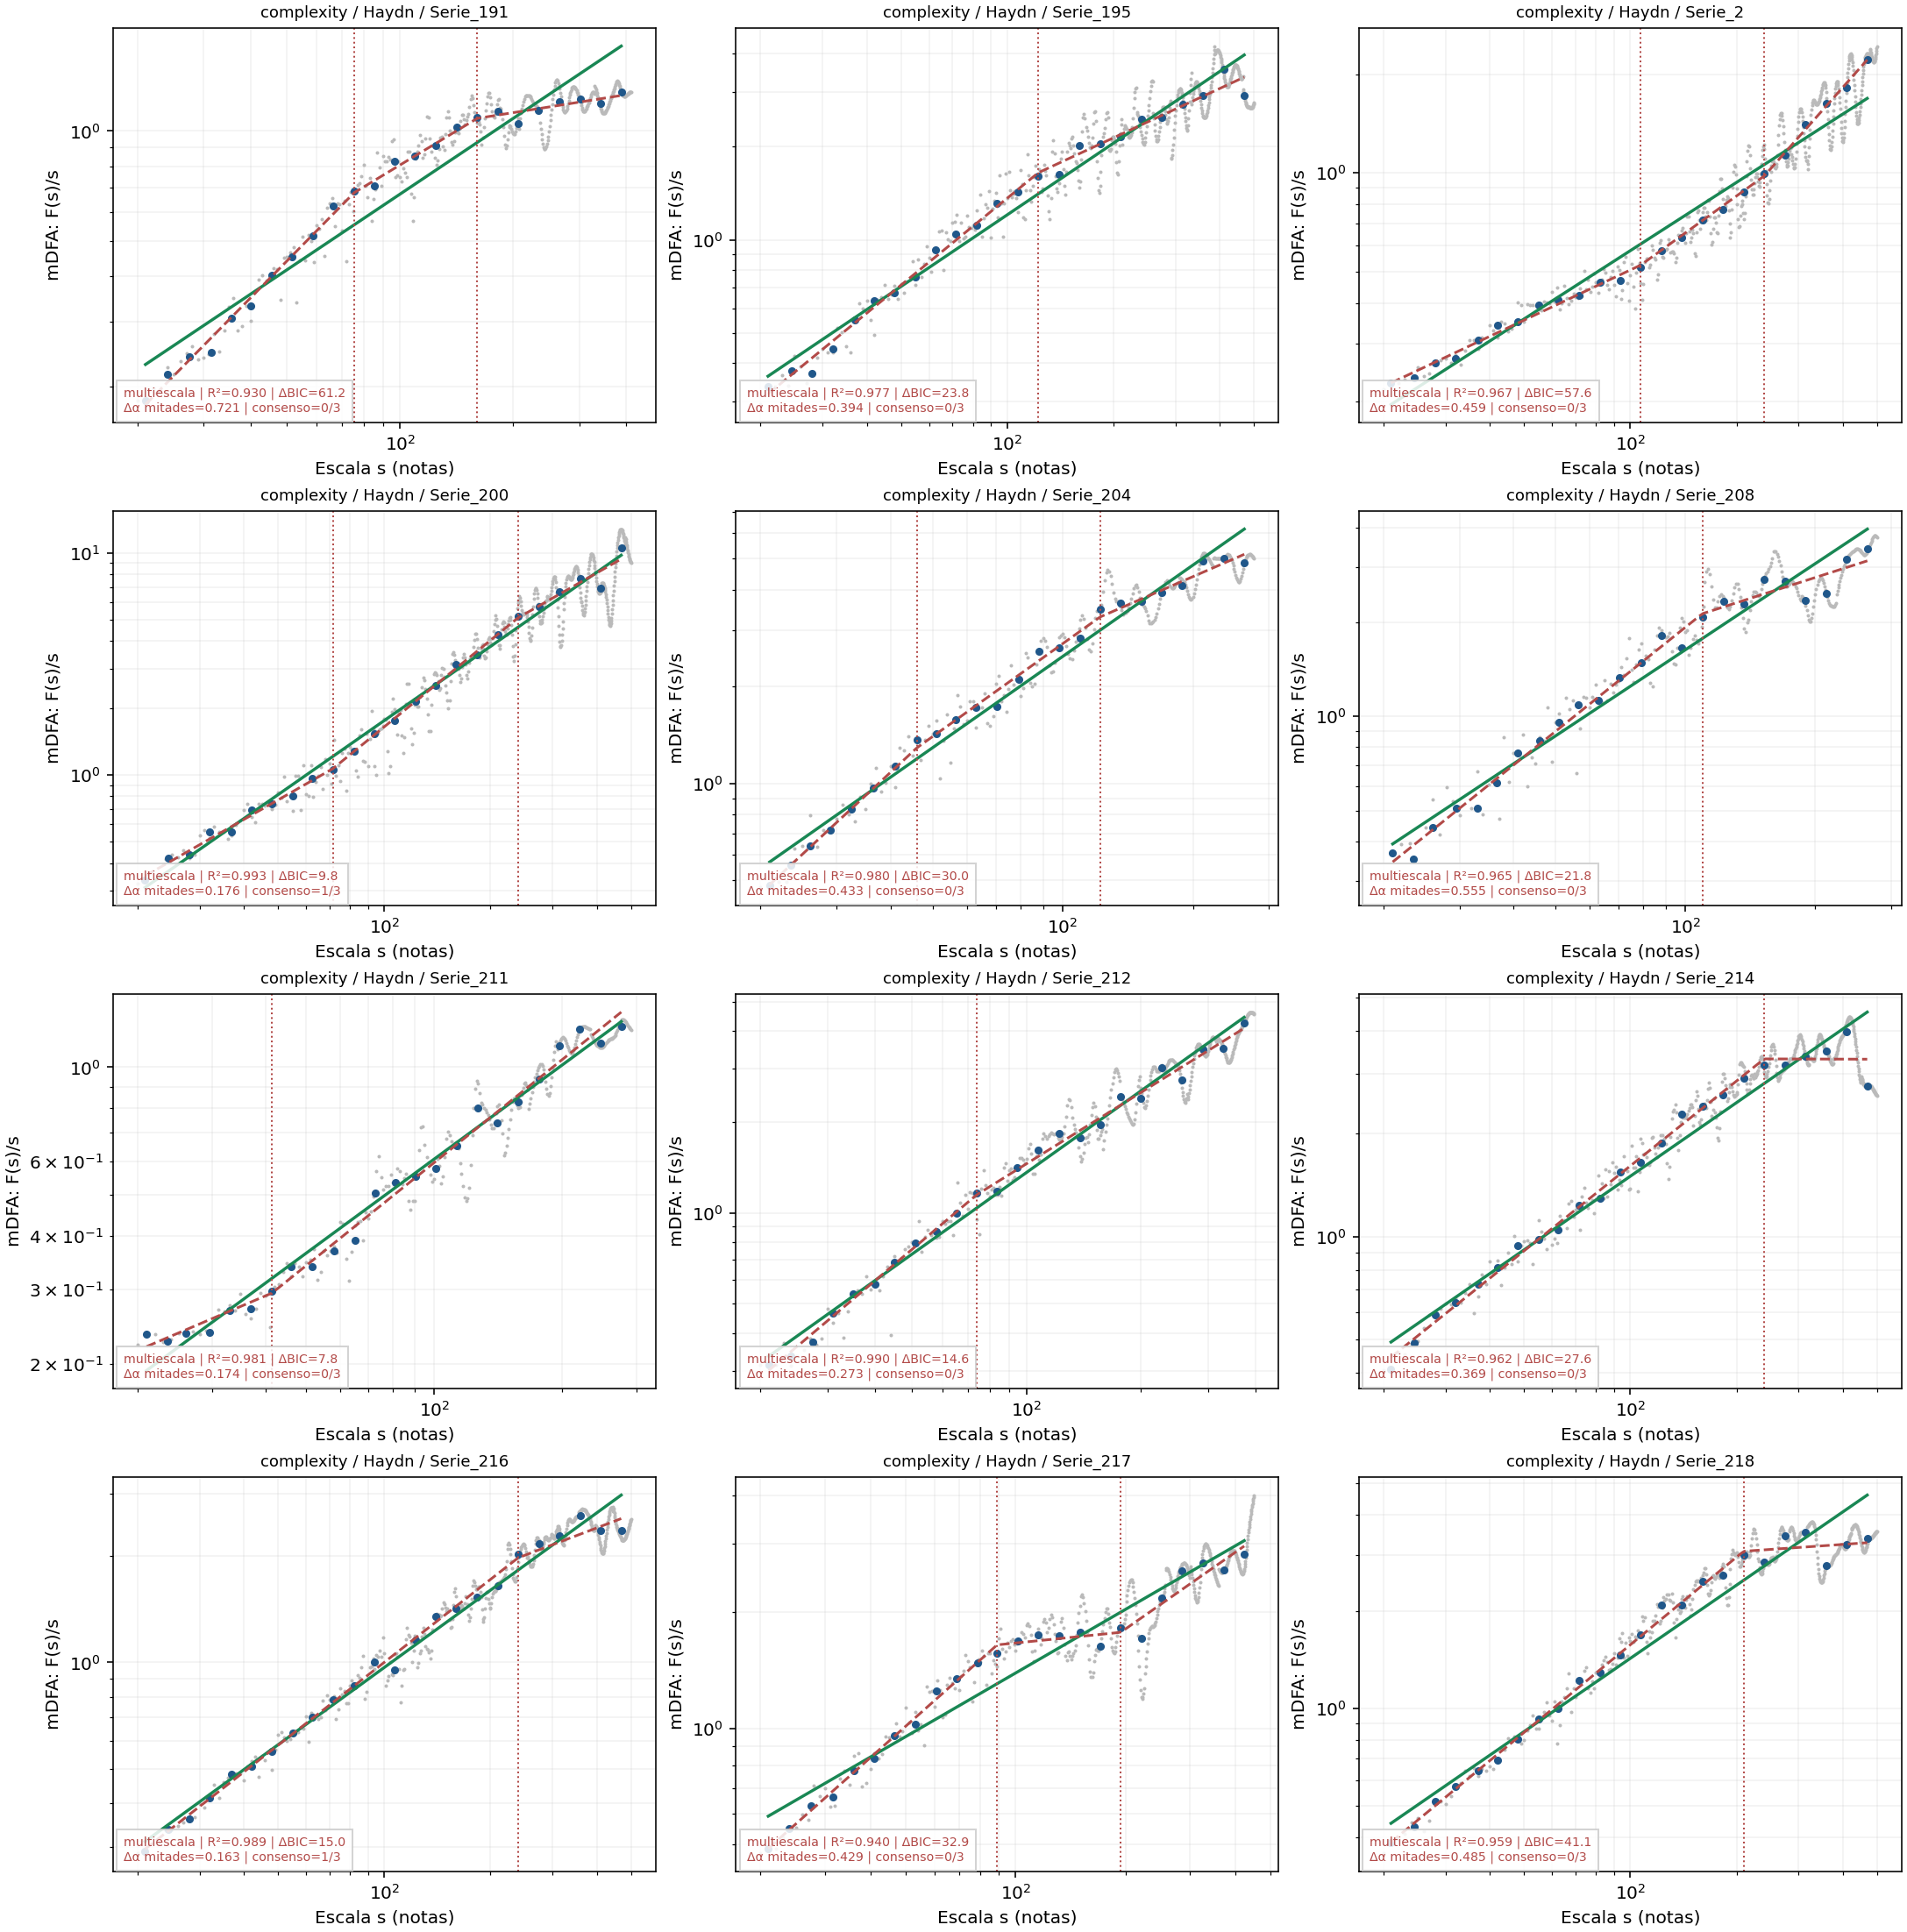 complexity / Haydn / Serie_191
mDFA: F(s)/s
10⁰
multiescala | R²=0.930 | ΔBIC=61.2
Δα mitades=0.721 | consenso=0/3
10²
Escala s (notas)
complexity / Haydn / Serie_195
mDFA: F(s)/s
10⁰
multiescala | R²=0.977 | ΔBIC=23.8
Δα mitades=0.394 | consenso=0/3
10²
Escala s (notas)
complexity / Haydn / Serie_2
mDFA: F(s)/s
10⁰
multiescala | R²=0.967 | ΔBIC=57.6
Δα mitades=0.459 | consenso=0/3
10²
Escala s (notas)
complexity / Haydn / Serie_200
mDFA: F(s)/s
10¹
10⁰
multiescala | R²=0.993 | ΔBIC=9.8
Δα mitades=0.176 | consenso=1/3
10²
Escala s (notas)
complexity / Haydn / Serie_204
mDFA: F(s)/s
10⁰
multiescala | R²=0.980 | ΔBIC=30.0
Δα mitades=0.433 | consenso=0/3
10²
Escala s (notas)
complexity / Haydn / Serie_208
mDFA: F(s)/s
10⁰
multiescala | R²=0.965 | ΔBIC=21.8
Δα mitades=0.555 | consenso=0/3
10²
Escala s (notas)
complexity / Haydn / Serie_211
mDFA: F(s)/s
10⁰
6 × 10⁻¹
4 × 10⁻¹
3 × 10⁻¹
2 × 10⁻¹
multiescala | R²=0.981 | ΔBIC=7.8
Δα mitades=0.174 | consenso=0/3
10²
Escala s (notas)
complexity / Haydn / Serie_212
mDFA: F(s)/s
10⁰
multiescala | R²=0.990 | ΔBIC=14.6
Δα mitades=0.273 | consenso=0/3
10²
Escala s (notas)
complexity / Haydn / Serie_214
mDFA: F(s)/s
10⁰
multiescala | R²=0.962 | ΔBIC=27.6
Δα mitades=0.369 | consenso=0/3
10²
Escala s (notas)
complexity / Haydn / Serie_216
mDFA: F(s)/s
10⁰
multiescala | R²=0.989 | ΔBIC=15.0
Δα mitades=0.163 | consenso=1/3
10²
Escala s (notas)
complexity / Haydn / Serie_217
mDFA: F(s)/s
10⁰
multiescala | R²=0.940 | ΔBIC=32.9
Δα mitades=0.429 | consenso=0/3
10²
Escala s (notas)
complexity / Haydn / Serie_218
mDFA: F(s)/s
10⁰
multiescala | R²=0.959 | ΔBIC=41.1
Δα mitades=0.485 | consenso=0/3
10²
Escala s (notas)